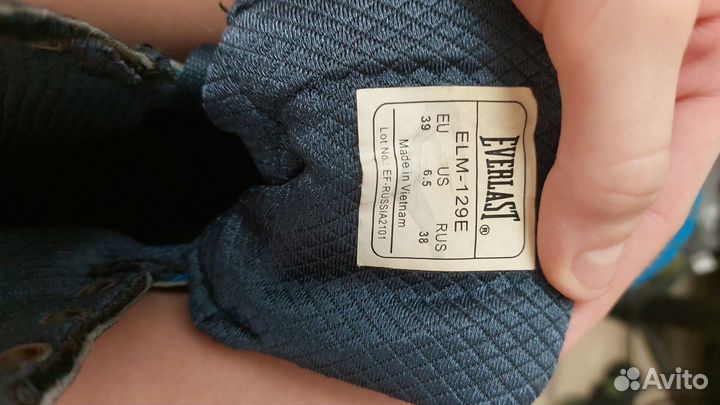 EVERLAST®
ELM-129E
EU US RUS
39 6.5 38
Made in Vietnam
Lot No.: EF-RUSSIA2101
Avito